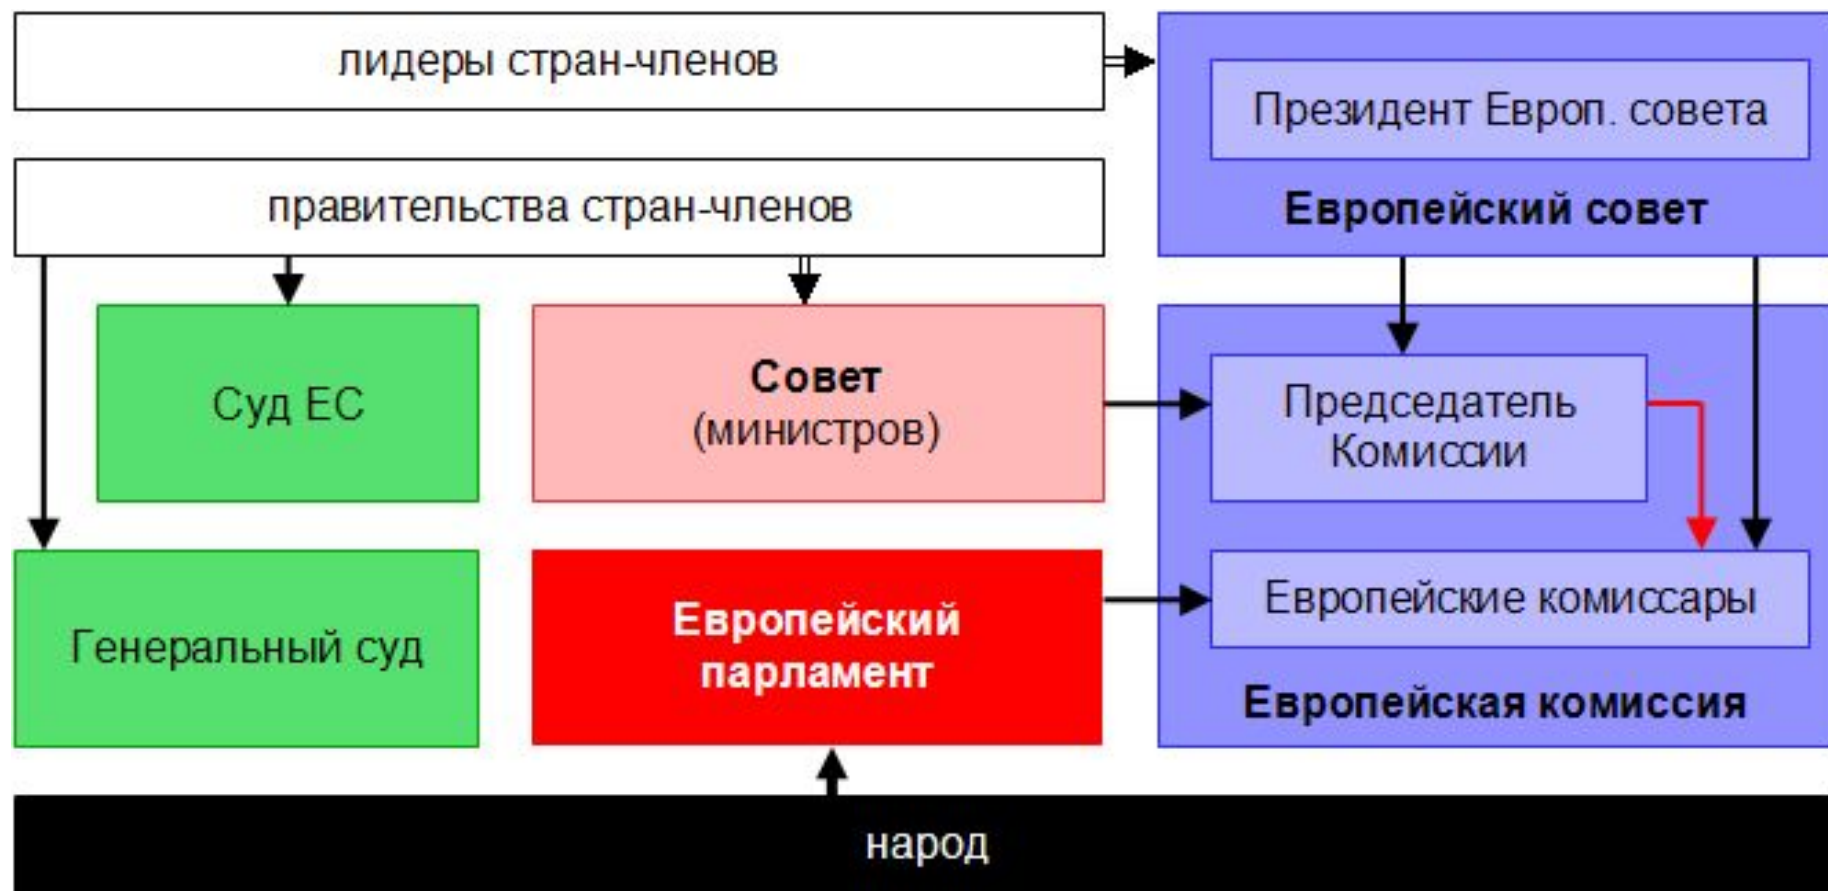 лидеры стран-членов
Президент Европ. совета
Европейский совет
правительства стран-членов
Суд ЕС
Совет
(министров)
Председатель
Комиссии
Генеральный суд
Европейский
парламент
Европейские комиссары
Европейская комиссия
народ